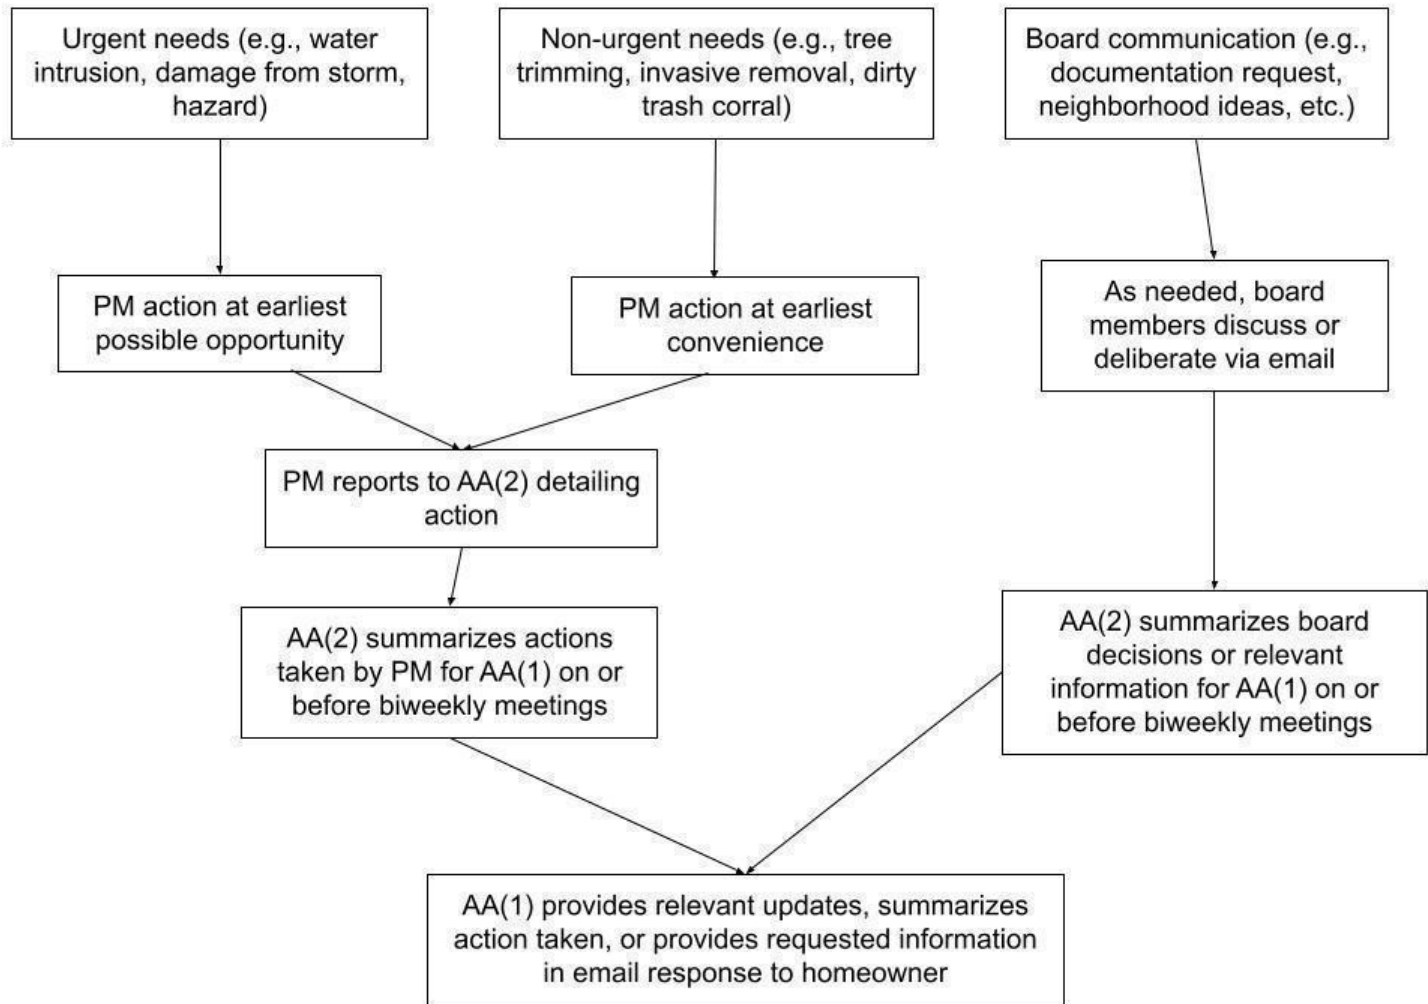 Urgent needs (e.g., water
intrusion, damage from storm,
hazard)
Non-urgent needs (e.g., tree
trimming, invasive removal, dirty
trash corral)
Board communication (e.g.,
documentation request,
neighborhood ideas, etc.)
PM action at earliest
possible opportunity
PM action at earliest
convenience
As needed, board
members discuss or
deliberate via email
PM reports to AA(2) detailing
action
AA(2) summarizes actions
taken by PM for AA(1) on or
before biweekly meetings
AA(2) summarizes board
decisions or relevant
information for AA(1) on or
before biweekly meetings
AA(1) provides relevant updates, summarizes
action taken, or provides requested information
in email response to homeowner